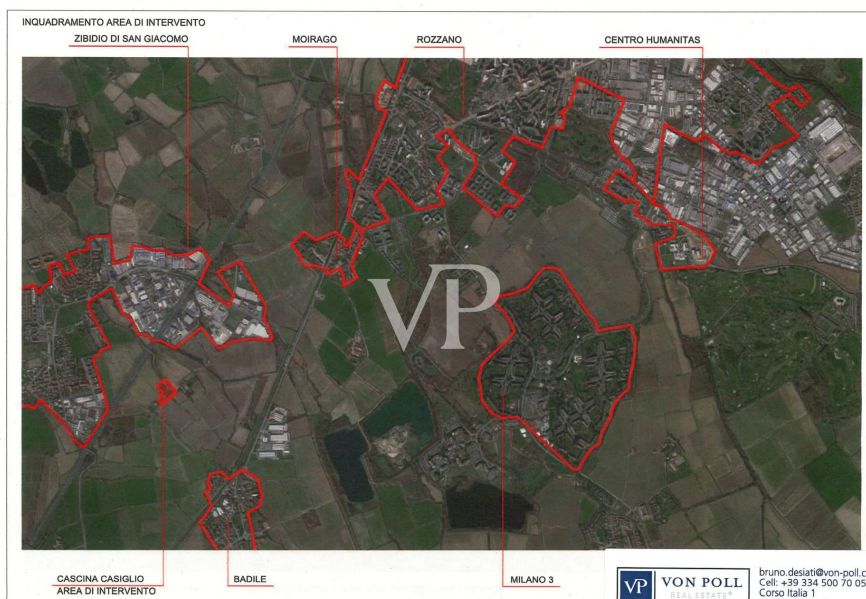 INQUADRAMENTO AREA DI INTERVENTO
ZIBIDIO DI SAN GIACOMO
MOIRAGO
ROZZANO
CENTRO HUMANITAS
VP
CASCINA CASIGLIO
AREA DI INTERVENTO
BADILE
MILANO 3
VP
VON POLL
REAL ESTATE
bruno.desiati@von-poll.c
Cell: +39 334 500 70 05
Corso Italia 1